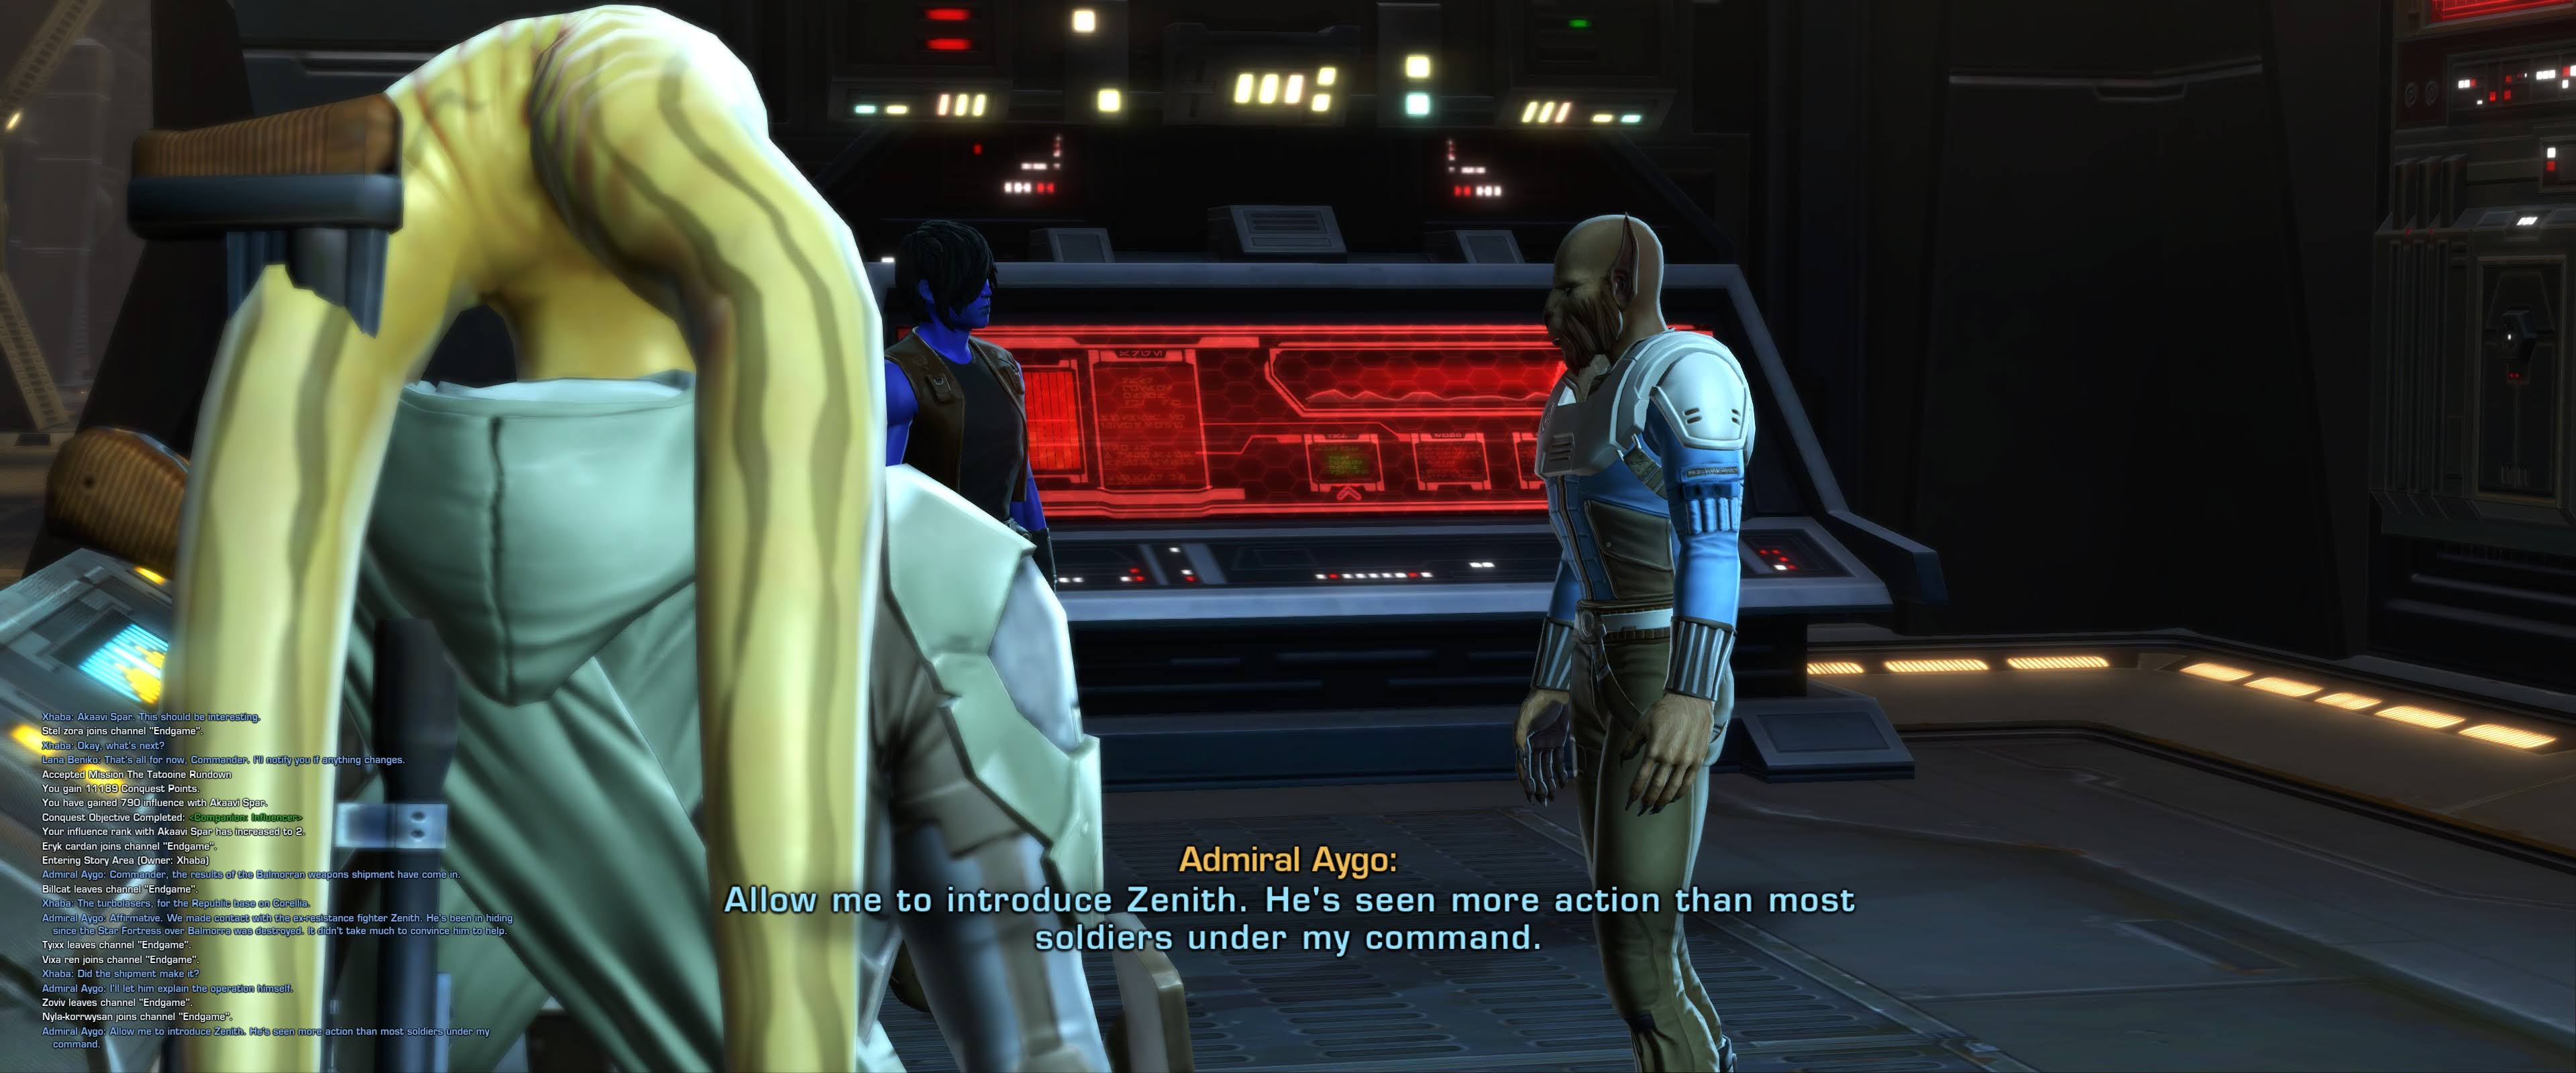 Xhaba: Akaavi Spar. This should be interesting.
Stel zora joins channel "Endgame".
Xhaba: Okay, what's next?
Lana Beniko: That's all for now, Commander. I'll notify you if anything changes.
Accepted Mission The Tatooine Rundown
You gain 11189 Conquest Points.
You have gained 790 influence with Akaavi Spar.
Conquest Objective Completed: <Companion: Influencer>
Your influence rank with Akaavi Spar has increased to 2.
Eryk cardan joins channel "Endgame".
Entering Story Area (Owner: Xhaba)
Admiral Aygo: Commander, the results of the Balmorran weapons shipment have come in.
Billcat leaves channel "Endgame".
Xhaba: The turbolasers, for the Republic base on Corellia.
Admiral Aygo: Affirmative. We made contact with the ex-resistance fighter Zenith. He's been in hiding
since the Star Fortress over Balmorra was destroyed. It didn't take much to convince him to help.
Tyixx leaves channel "Endgame".
Vixa ren joins channel "Endgame".
Xhaba: Did the shipment make it?
Admiral Aygo: I'll let him explain the operation himself.
Zoviv leaves channel "Endgame".
Nyla-korrwysan joins channel "Endgame".
Admiral Aygo: Allow me to introduce Zenith. He's seen more action than most soldiers under my
command.
Admiral Aygo:
Allow me to introduce Zenith. He's seen more action than most
soldiers under my command.